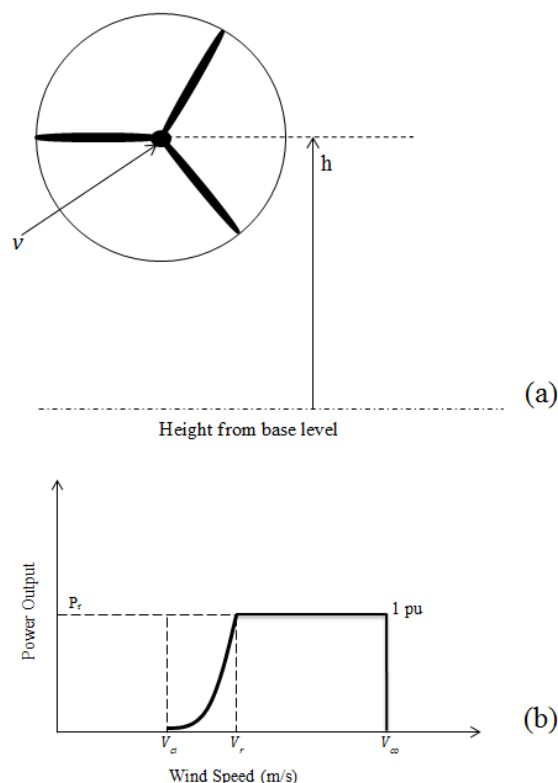 h
v
(a)
Height from base level
Power Output
Pr
1 pu
(b)
Vci
Vr
Vco
Wind Speed (m/s)